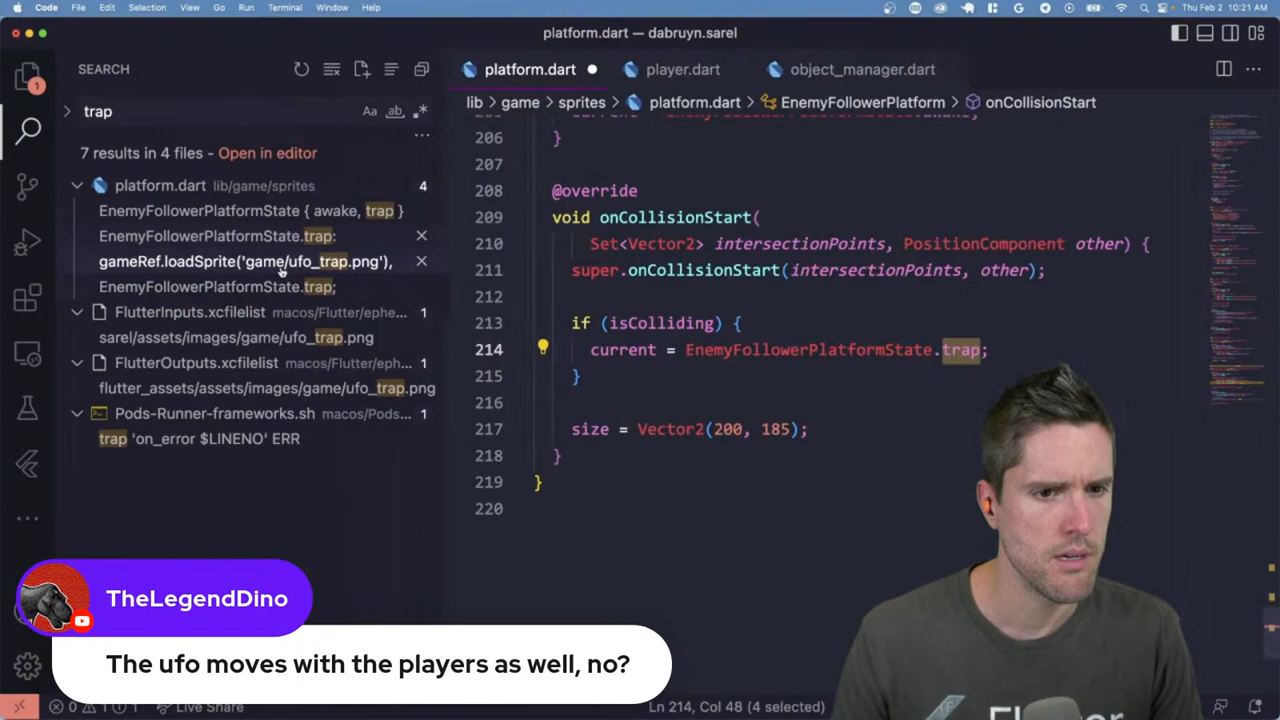 Code File Edit Selection View Go Run Terminal Window Help Thu Feb 2 10:21 AM
platform.dart — dabruyn.sarel
SEARCH
1
trap
Aa ab
7 results in 4 files - Open in editor
platform.dart lib/game/sprites 4
EnemyFollowerPlatformState { awake, trap }
EnemyFollowerPlatformState.trap:
gameRef.loadSprite('game/ufo_trap.png'),
EnemyFollowerPlatformState.trap;
FlutterInputs.xcfilelist macos/Flutter/ephe... 1
sarel/assets/images/game/ufo_trap.png
FlutterOutputs.xcfilelist macos/Flutter/eph... 1
flutter_assets/assets/images/game/ufo_trap.png
Pods-Runner-frameworks.sh macos/Pods... 1
trap 'on_error $LINENO' ERR
platform.dart player.dart object_manager.dart
lib > game > sprites > platform.dart > EnemyFollowerPlatform > onCollisionStart
206 }
207
208 @override
209 void onCollisionStart(
210 Set<Vector2> intersectionPoints, PositionComponent other) {
211 super.onCollisionStart(intersectionPoints, other);
212
213 if (isColliding) {
214 current = EnemyFollowerPlatformState.trap;
215 }
216
217 size = Vector2(200, 185);
218 }
219 }
220
TheLegendDino
The ufo moves with the players as well, no?
0 1 1 Live Share
Ln 214, Col 48 (4 selected)